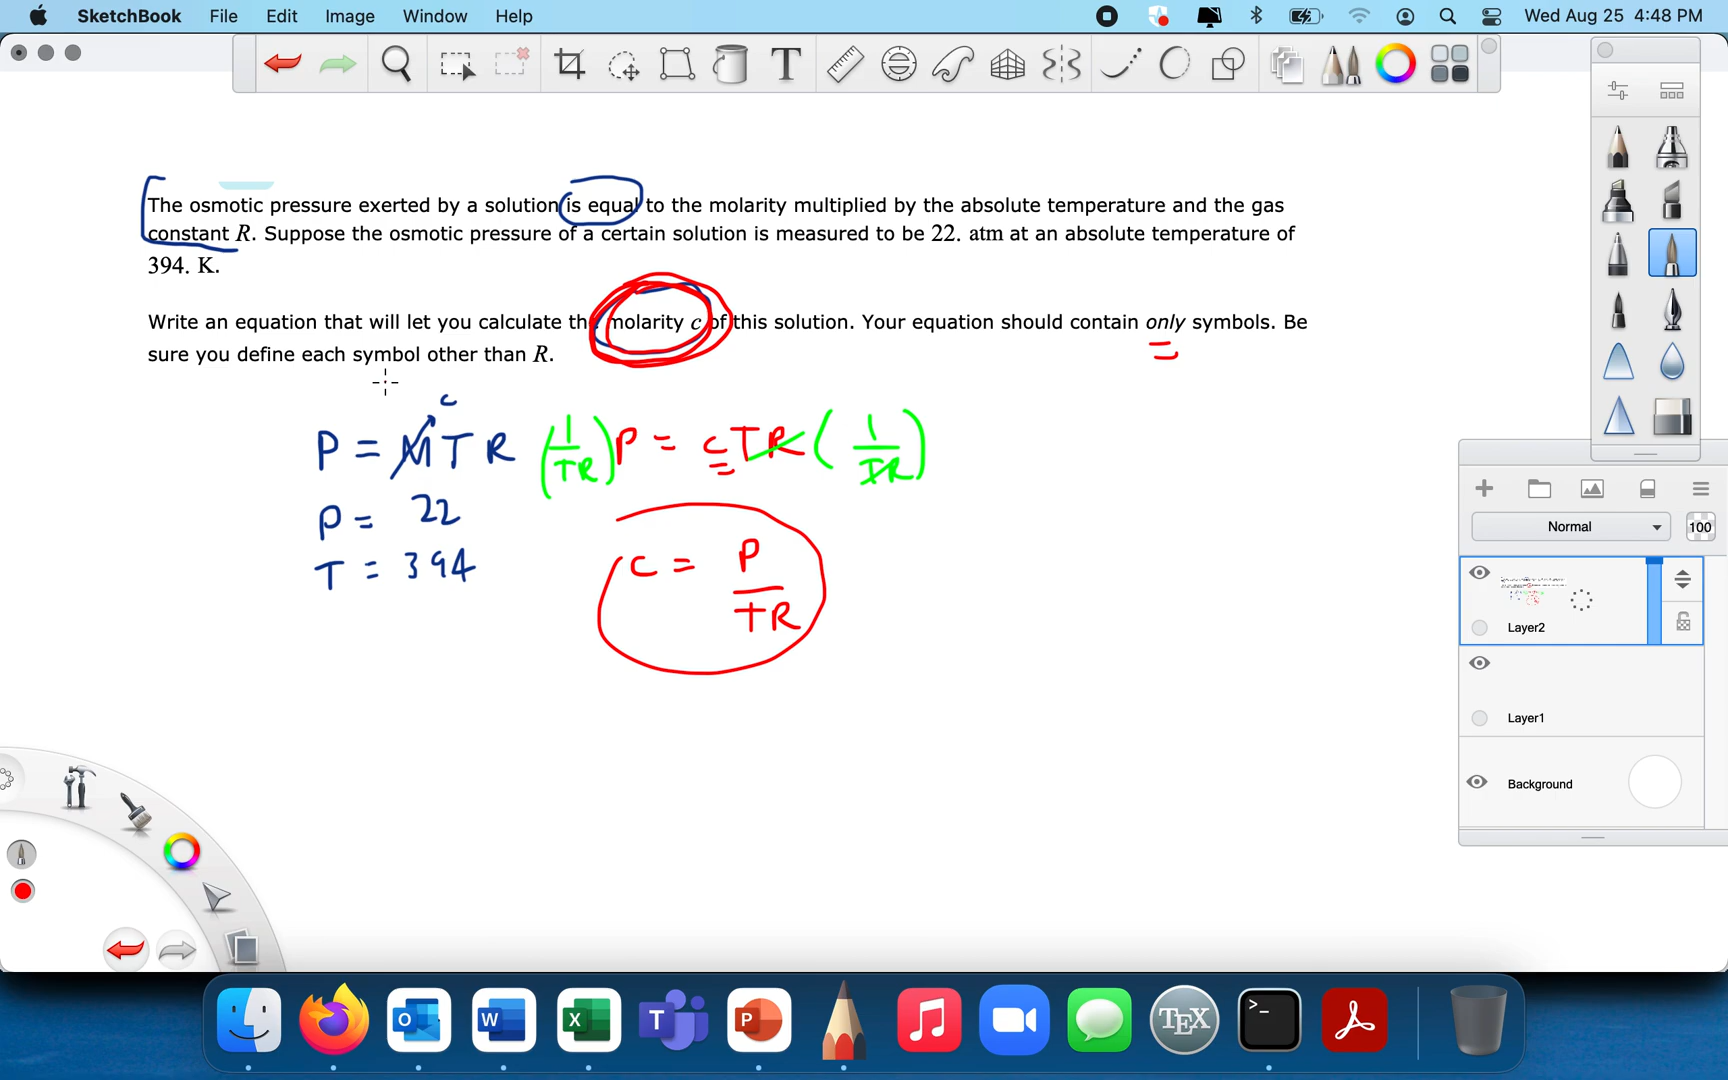 SketchBook File Edit Image Window Help Wed Aug 25 4:48 PM
T
The osmotic pressure exerted by a solution is equal to the molarity multiplied by the absolute temperature and the gas
constant R. Suppose the osmotic pressure of a certain solution is measured to be 22. atm at an absolute temperature of
394. K.
Write an equation that will let you calculate the molarity c of this solution. Your equation should contain only symbols. Be
sure you define each symbol other than R.
c
P = M T R (1/TR) P = c T R (1/TR)
P = 22
T = 394
c = P/TR
Normal 100
Layer2
Layer1
Background
O W X T P TEX >_